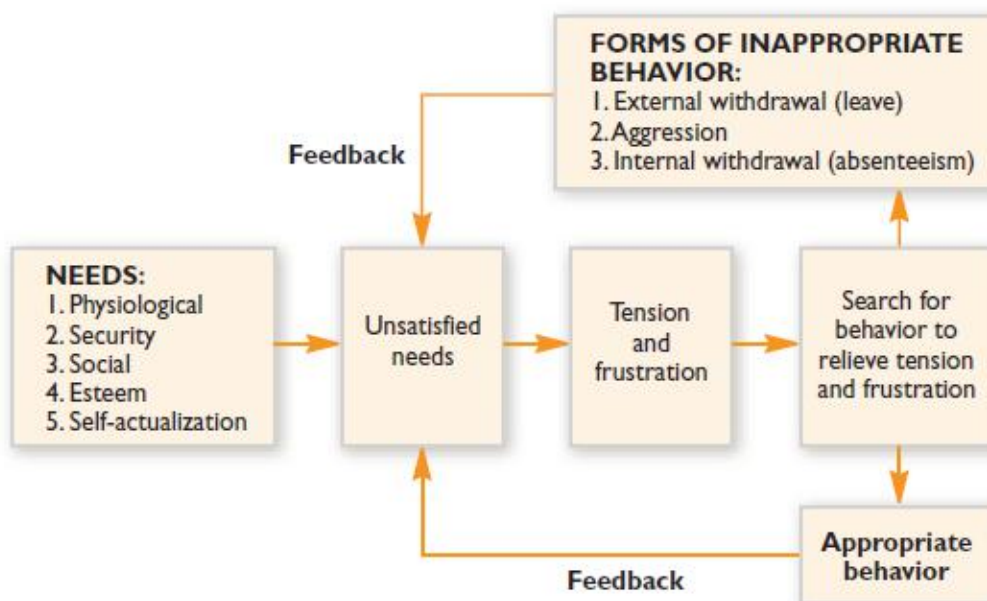 FORMS OF INAPPROPRIATE
BEHAVIOR:
1. External withdrawal (leave)
2. Aggression
3. Internal withdrawal (absenteeism)
Feedback
NEEDS:
1. Physiological
2. Security
3. Social
4. Esteem
5. Self-actualization
Unsatisfied
needs
Tension
and
frustration
Search for
behavior to
relieve tension
and frustration
Appropriate
behavior
Feedback